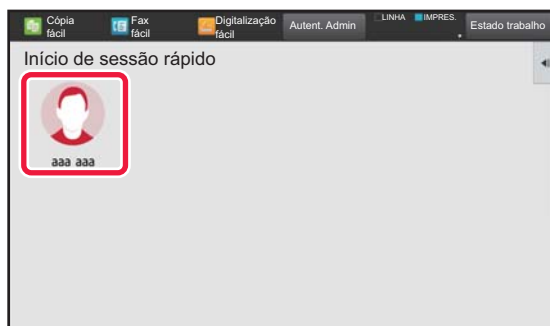 Cópia fácil
Fax fácil
Digitalização fácil
Autent. Admin
LINHA
IMPRES.
Estado trabalho
Início de sessão rápido
aaa aaa